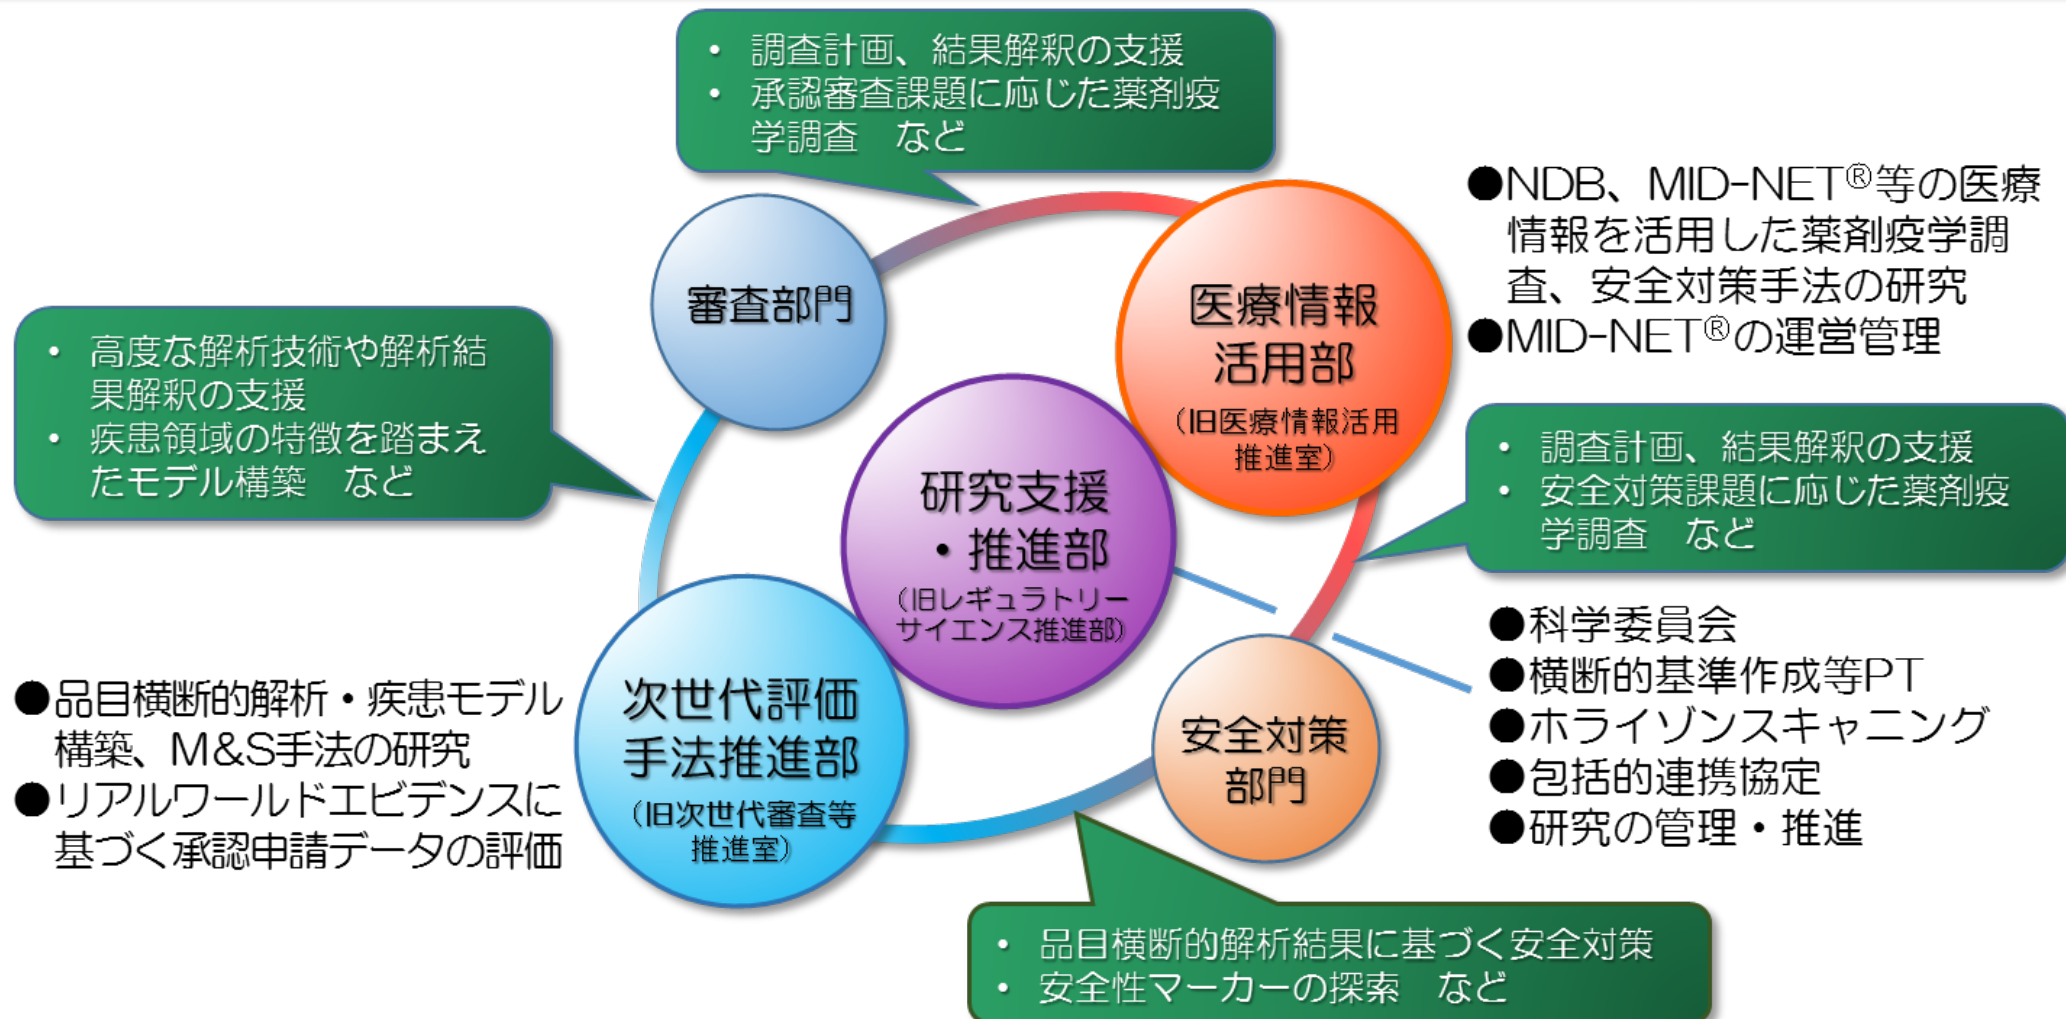 ・ 調査計画、結果解釈の支援
・ 承認審査課題に応じた薬剤疫
学調査　など
●NDB、MID-NET®等の医療
情報を活用した薬剤疫学調
査、安全対策手法の研究
●MID-NET®の運営管理
審査部門
医療情報
活用部
(旧医療情報活用
推進室)
・ 高度な解析技術や解析結
果解釈の支援
・ 疾患領域の特徴を踏まえ
たモデル構築　など
・ 調査計画、結果解釈の支援
・ 安全対策課題に応じた薬剤疫
学調査　など
研究支援
・推進部
(旧レギュラトリー
サイエンス推進部)
●科学委員会
●横断的基準作成等PT
●ホライゾンスキャニング
●包括的連携協定
●研究の管理・推進
●品目横断的解析・疾患モデル
構築、M&S手法の研究
●リアルワールドエビデンスに
基づく承認申請データの評価
次世代評価
手法推進部
(旧次世代審査等
推進室)
安全対策
部門
・ 品目横断的解析結果に基づく安全対策
・ 安全性マーカーの探索　など